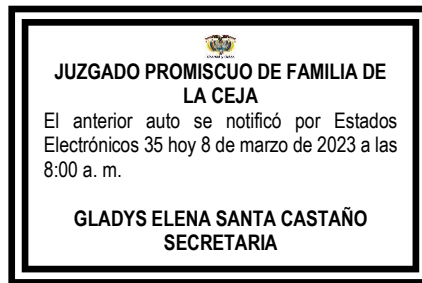 JUZGADO PROMISCUO DE FAMILIA DE
LA CEJA
El anterior auto se notificó por Estados
Electrónicos 35 hoy 8 de marzo de 2023 a las
8:00 a. m.
GLADYS ELENA SANTA CASTAÑO
SECRETARIA